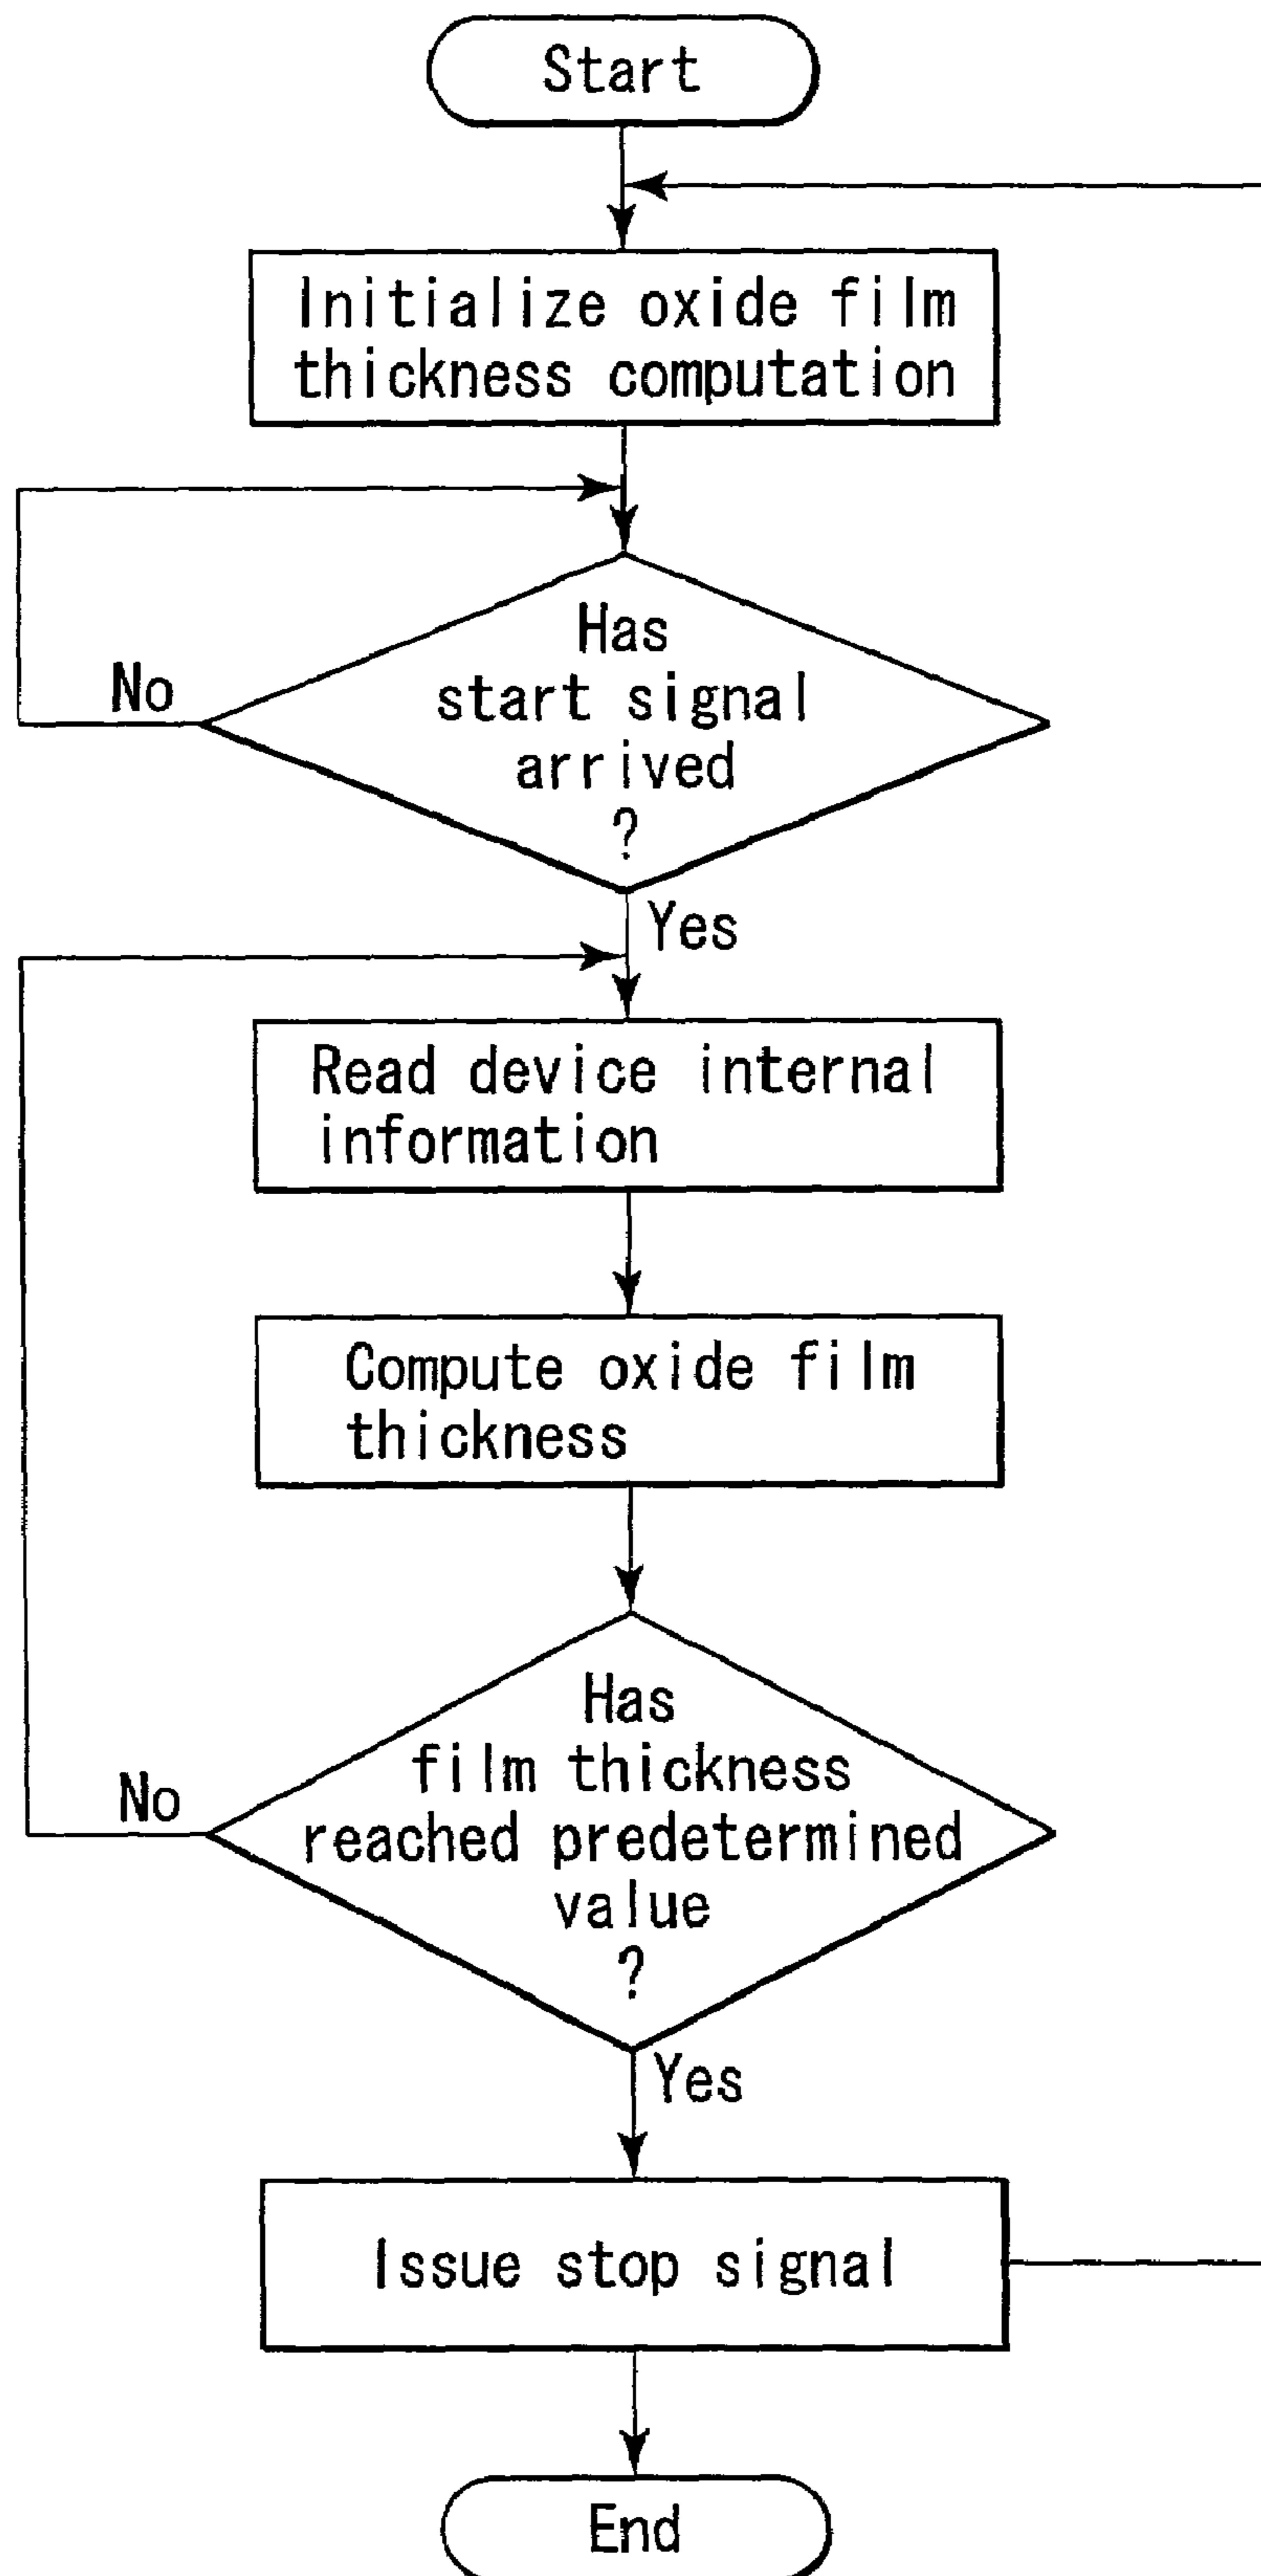 Start
Initialize oxide film
thickness computation
Has
start signal
arrived
?
No
Yes
Read device internal
information
Compute oxide film
thickness
Has
film thickness
reached predetermined
value
?
No
Yes
Issue stop signal
End